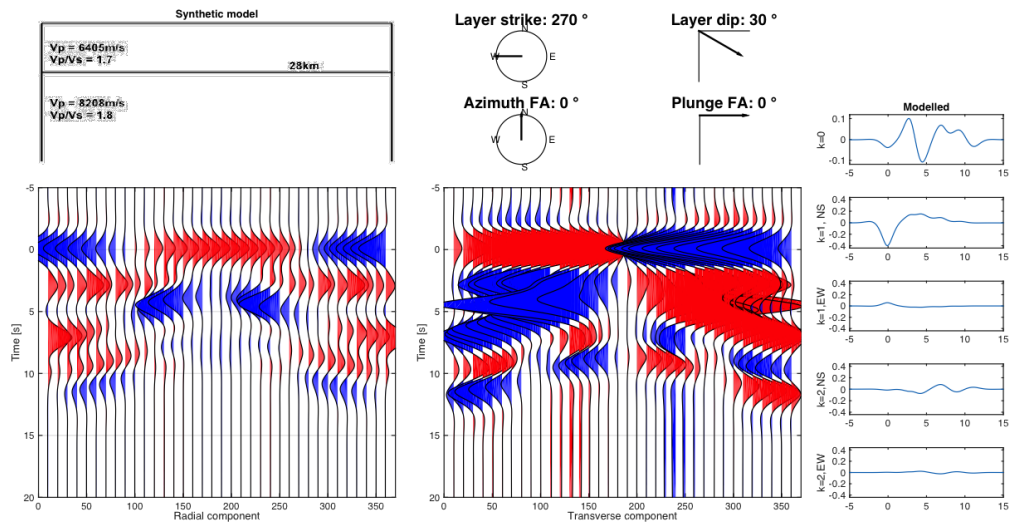 Synthetic model
Vp = 6405m/s
Vp/Vs = 1.7
28km
Vp = 8208m/s
Vp/Vs = 1.8
Layer strike: 270 °
N
W
E
S
Layer dip: 30 °
Azimuth FA: 0 °
N
W
E
S
Plunge FA: 0 °
Modelled
k=0
0.1
0
-0.1
-5 0 5 10 15
k=1, NS
0.4
0.2
0
-0.2
-0.4
-5 0 5 10 15
k=1,EW
0.4
0.2
0
-0.2
-0.4
-5 0 5 10 15
k=2,NS
0.4
0.2
0
-0.2
-0.4
-5 0 5 10 15
k=2,EW
0.4
0.2
0
-0.2
-0.4
-5 0 5 10 15
Time [s]
-5
0
5
10
15
20
0 50 100 150 200 250 300 350
Radial component
Time [s]
-5
0
5
10
15
20
0 50 100 150 200 250 300 350
Transverse component